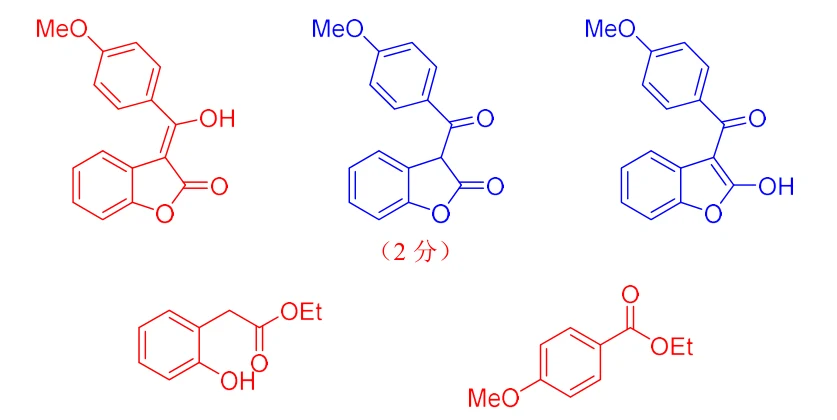 MeO MeO MeO
OH O O
O O OH
O O O
(2 分)
O
OEt
O OEt
OH MeO